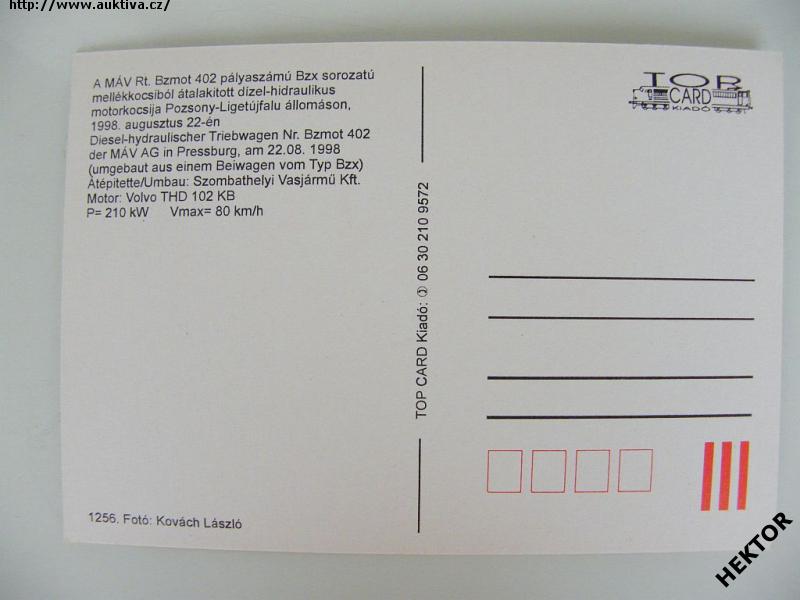 http://www.auktiva.cz/
A MÁV Rt. Bzmot 402 pályaszámú Bzx sorozatú
mellékkocsiból átalakitott dízel-hidraulikus
motorkocsija Pozsony-Ligetújfalu állomáson,
1998. augusztus 22-én
Diesel-hydraulischer Triebwagen Nr. Bzmot 402
der MÁV AG in Pressburg, am 22.08. 1998
(umgebaut aus einem Beiwagen vom Typ Bzx)
Átépitette/Umbau: Szombathelyi Vasjármű Kft.
Motor: Volvo THD 102 KB
P= 210 kW Vmax= 80 km/h
1256. Fotó: Kovách László
TOP CARD Kiadó: ✆ 06 30 210 9572
TOP
CARD
KIADÓ
HEKTOR